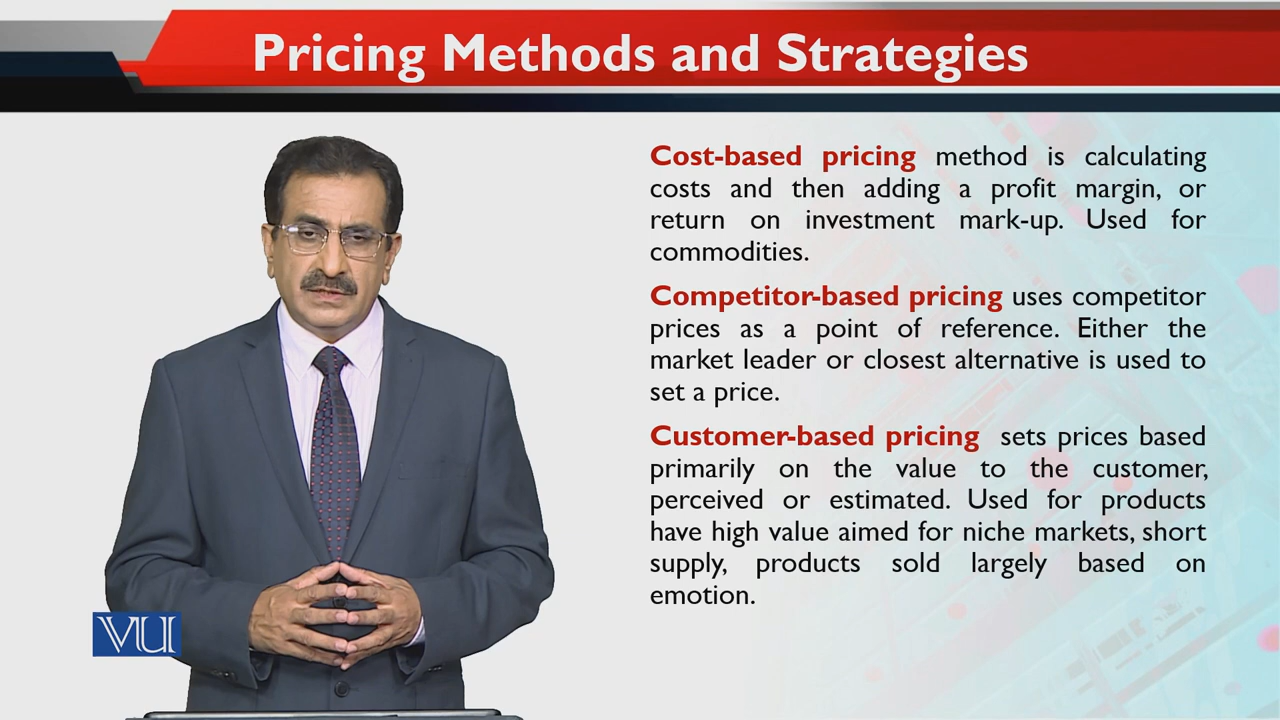 Pricing Methods and Strategies
Cost-based pricing method is calculating
costs and then adding a profit margin, or
return on investment mark-up. Used for
commodities.
Competitor-based pricing uses competitor
prices as a point of reference. Either the
market leader or closest alternative is used to
set a price.
Customer-based pricing sets prices based
primarily on the value to the customer,
perceived or estimated. Used for products
have high value aimed for niche markets, short
supply, products sold largely based on
emotion.
VU